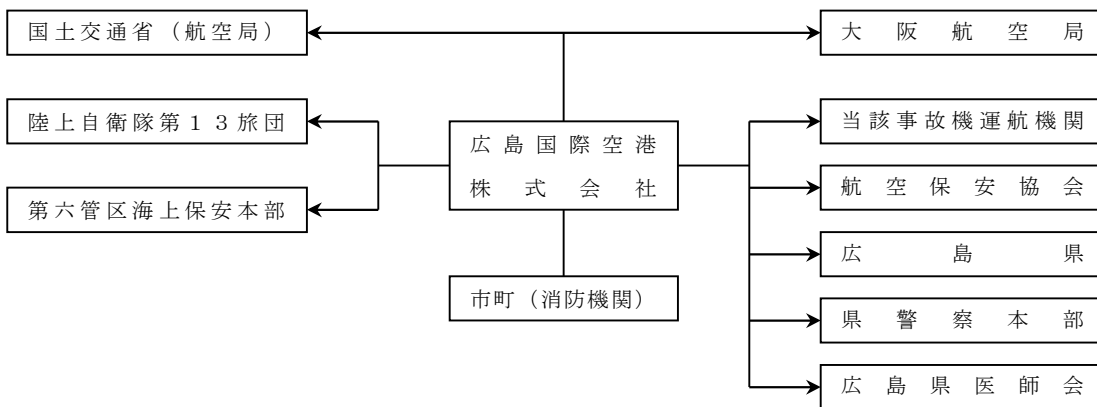 国土交通省（航空局）
大阪航空局
陸上自衛隊第１３旅団
当該事故機運航機関
広島国際空港
株式会社
航空保安協会
第六管区海上保安本部
広島県
市町（消防機関）
県警察本部
広島県医師会